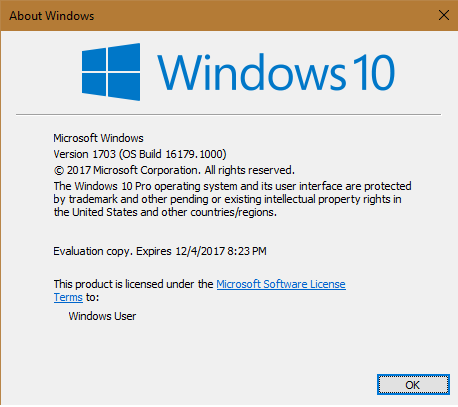 About Windows
Windows 10
Microsoft Windows
Version 1703 (OS Build 16179.1000)
© 2017 Microsoft Corporation. All rights reserved.
The Windows 10 Pro operating system and its user interface are protected
by trademark and other pending or existing intellectual property rights in
the United States and other countries/regions.
Evaluation copy. Expires 12/4/2017 8:23 PM
This product is licensed under the Microsoft Software License
Terms to:
Windows User
OK